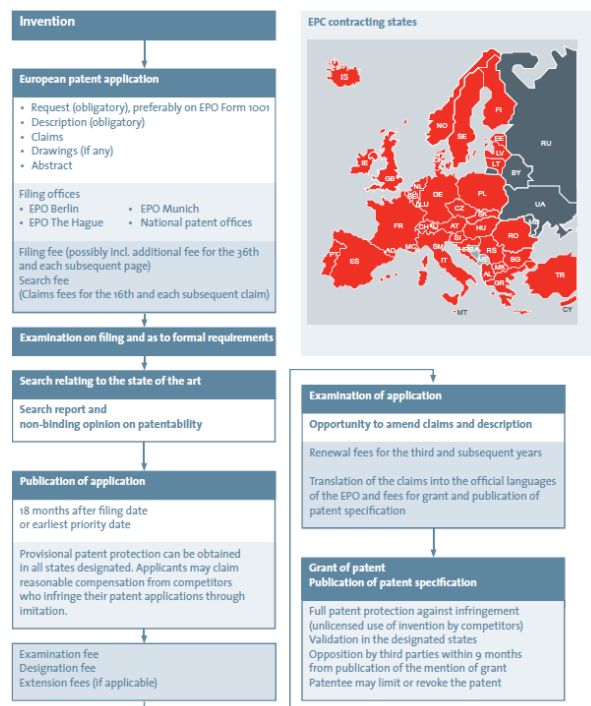 Invention
European patent application
• Request (obligatory), preferably on EPO Form 1001
• Description (obligatory)
• Claims
• Drawings (if any)
• Abstract
Filing offices
• EPO Berlin
• EPO The Hague
• EPO Munich
• National patent offices
Filing fee (possibly incl. additional fee for the 36th
and each subsequent page)
Search fee
(Claims fees for the 16th and each subsequent claim)
Examination on filing and as to formal requirements
Search relating to the state of the art
Search report and
non-binding opinion on patentability
Publication of application
18 months after filing date
or earliest priority date
Provisional patent protection can be obtained
in all states designated. Applicants may claim
reasonable compensation from competitors
who infringe their patent applications through
imitation.
Examination fee
Designation fee
Extension fees (if applicable)
EPC contracting states
IS
FI
NO
SE
EE
RU
LV
LT
IE
GB
BY
NL
DE
PL
BE
LU
CZ
UA
SK
FR
CH
AT
HU
MD
RO
SI
MC
SM
RS
BG
PT
ES
AD
IT
MK
AL
GR
TR
MT
CY
Examination of application
Opportunity to amend claims and description
Renewal fees for the third and subsequent years
Translation of the claims into the official languages
of the EPO and fees for grant and publication of
patent specification
Grant of patent
Publication of patent specification
Full patent protection against infringement
(unlicensed use of invention by competitors)
Validation in the designated states
Opposition by third parties within 9 months
from publication of the mention of grant
Patentee may limit or revoke the patent